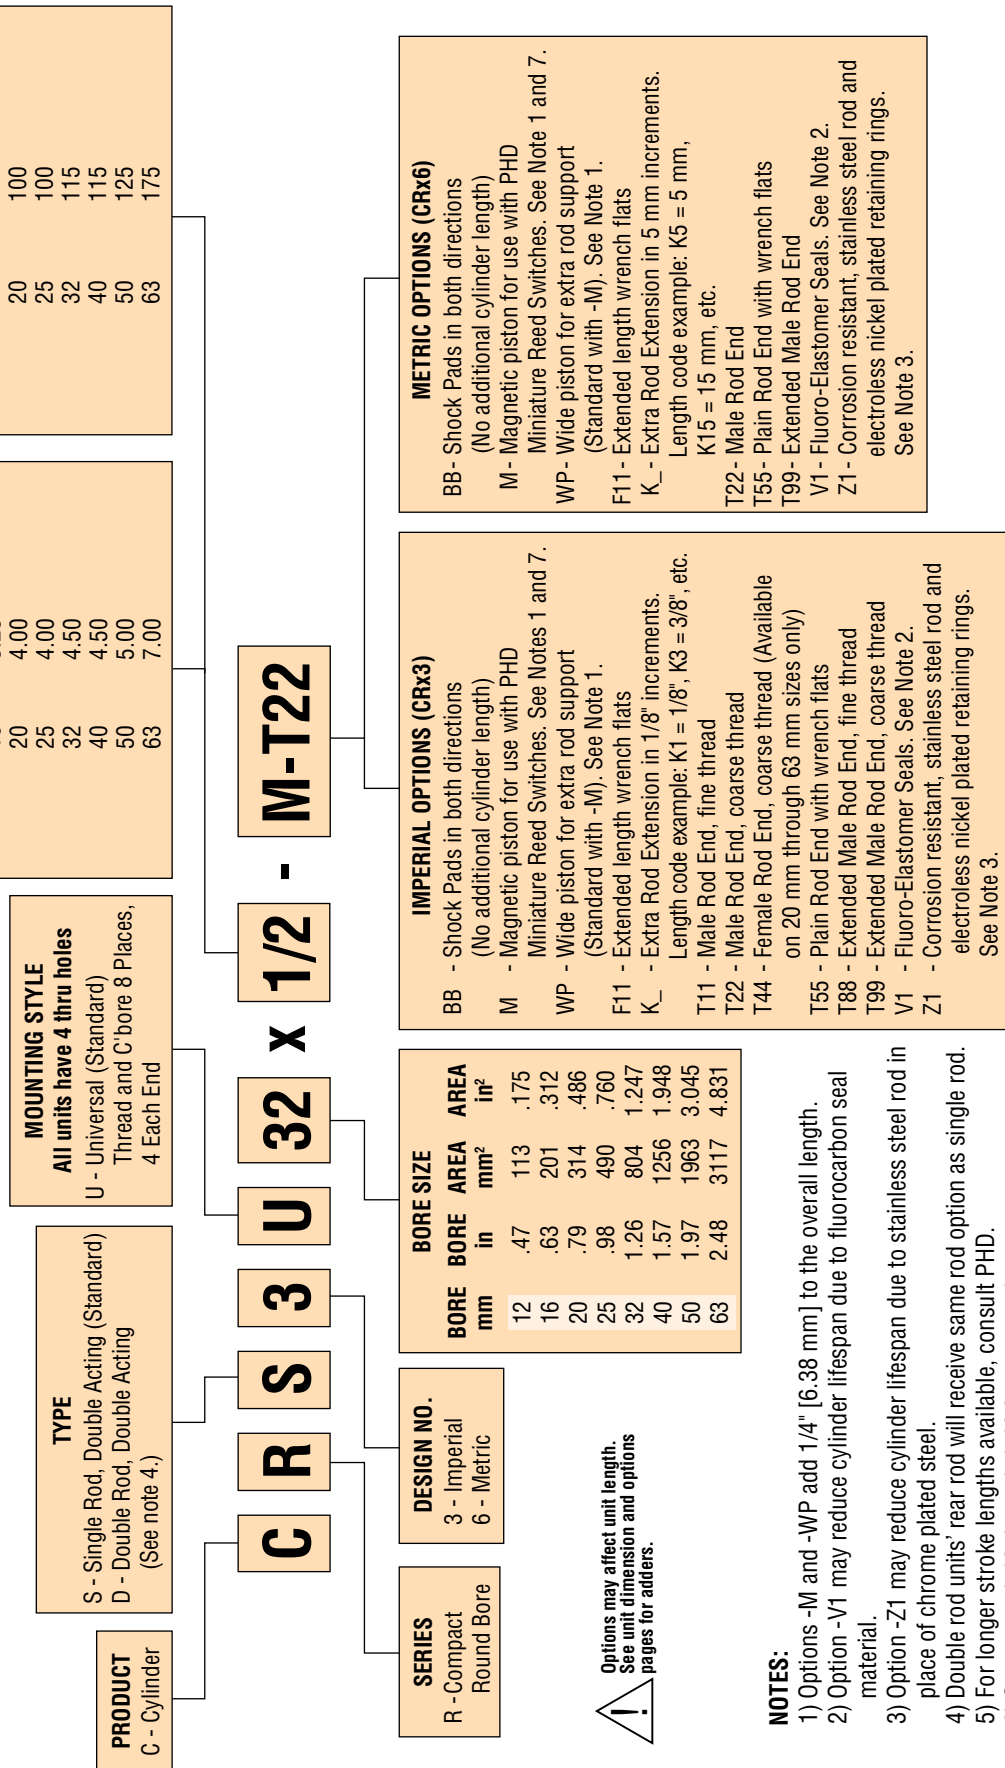 PRODUCT
C - Cylinder
TYPE
S - Single Rod, Double Acting (Standard)
D - Double Rod, Double Acting
(See note 4.)
MOUNTING STYLE
All units have 4 thru holes
U - Universal (Standard)
Thread and C'bore 8 Places,
4 Each End
20 4.00
25 4.00
32 4.50
40 4.50
50 5.00
63 7.00
20 100
25 100
32 115
40 115
50 125
63 175
C R S 3 U 32 x 1/2 - M-T22
SERIES
R - Compact
Round Bore
DESIGN NO.
3 - Imperial
6 - Metric
BORE SIZE
BORE BORE AREA AREA
mm in mm² in²
12 .47 113 .175
16 .63 201 .312
20 .79 314 .486
25 .98 490 .760
32 1.26 804 1.247
40 1.57 1256 1.948
50 1.97 1963 3.045
63 2.48 3117 4.831
IMPERIAL OPTIONS (CRx3)
BB - Shock Pads in both directions
(No additional cylinder length)
M - Magnetic piston for use with PHD
Miniature Reed Switches. See Notes 1 and 7.
WP - Wide piston for extra rod support
(Standard with -M). See Note 1.
F11 - Extended length wrench flats
K_ - Extra Rod Extension in 1/8" increments.
Length code example: K1 = 1/8", K3 = 3/8", etc.
T11 - Male Rod End, fine thread
T22 - Male Rod End, coarse thread
T44 - Female Rod End, coarse thread (Available
on 20 mm through 63 mm sizes only)
T55 - Plain Rod End with wrench flats
T88 - Extended Male Rod End, fine thread
T99 - Extended Male Rod End, coarse thread
V1 - Fluoro-Elastomer Seals. See Note 2.
Z1 - Corrosion resistant, stainless steel rod and
electroless nickel plated retaining rings.
See Note 3.
METRIC OPTIONS (CRx6)
BB - Shock Pads in both directions
(No additional cylinder length)
M - Magnetic piston for use with PHD
Miniature Reed Switches. See Note 1 and 7.
WP - Wide piston for extra rod support
(Standard with -M). See Note 1.
F11 - Extended length wrench flats
K_ - Extra Rod Extension in 5 mm increments.
Length code example: K5 = 5 mm,
K15 = 15 mm, etc.
T22 - Male Rod End
T55 - Plain Rod End with wrench flats
T99 - Extended Male Rod End
V1 - Fluoro-Elastomer Seals. See Note 2.
Z1 - Corrosion resistant, stainless steel rod and
electroless nickel plated retaining rings.
See Note 3.
!
Options may affect unit length.
See unit dimension and options
pages for adders.
NOTES:
1) Options -M and -WP add 1/4" [6.38 mm] to the overall length.
2) Option -V1 may reduce cylinder lifespan due to fluorocarbon seal
material.
3) Option -Z1 may reduce cylinder lifespan due to stainless steel rod in
place of chrome plated steel.
4) Double rod units' rear rod will receive same rod option as single rod.
5) For longer stroke lengths available, consult PHD.